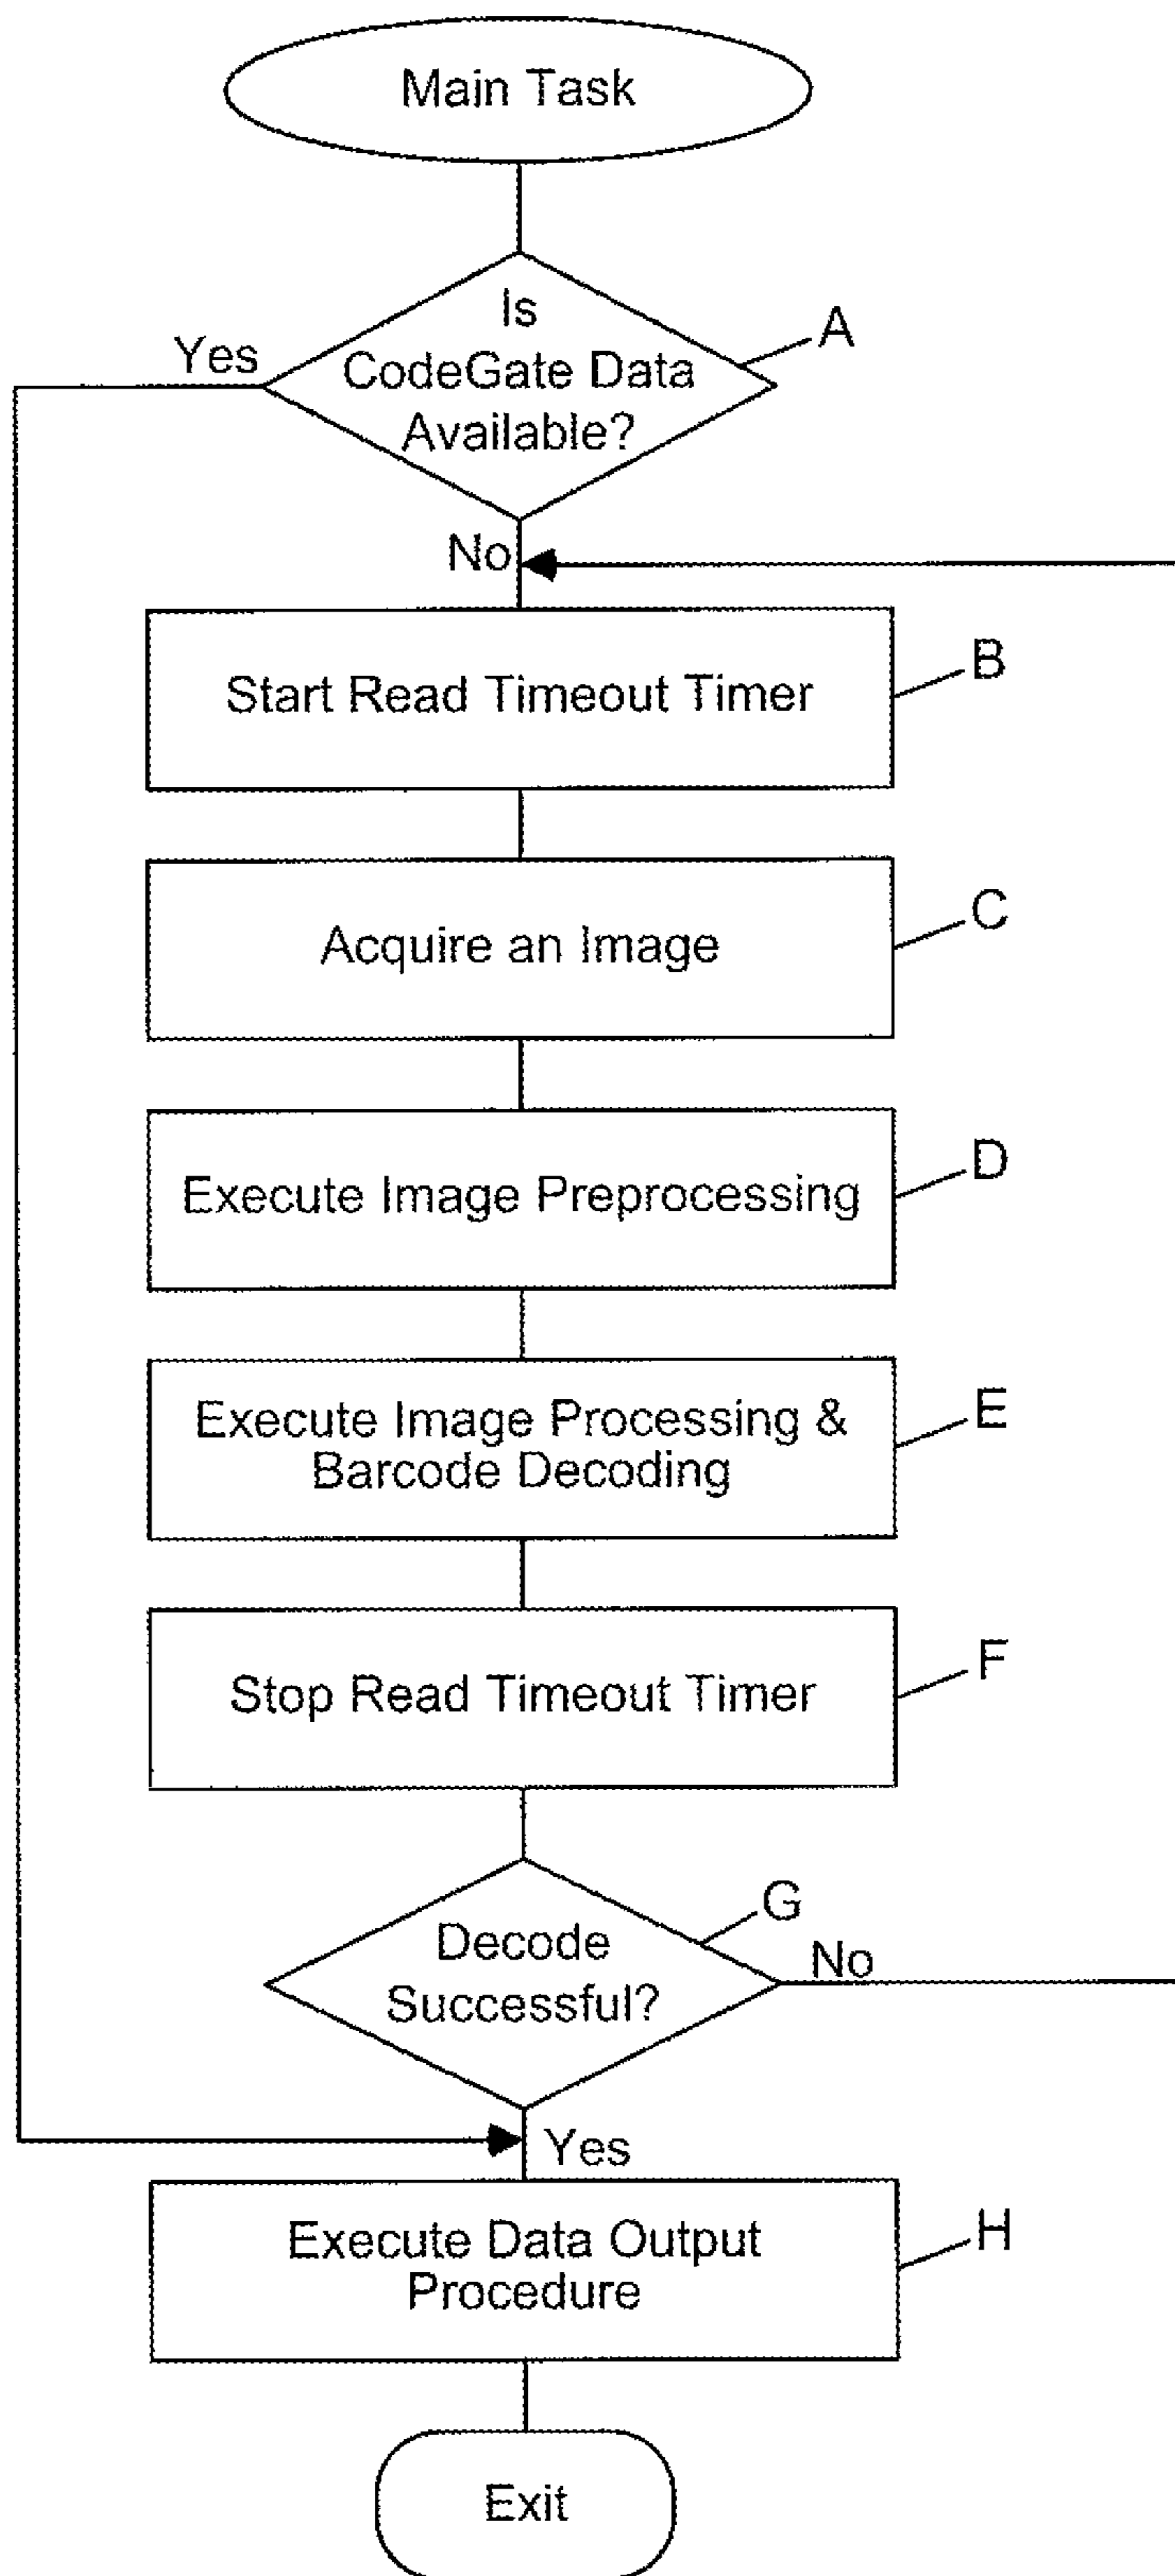 Main Task
Is
CodeGate Data
Available?
A
Yes
No
Start Read Timeout Timer
B
Acquire an Image
C
Execute Image Preprocessing
D
Execute Image Processing &
Barcode Decoding
E
Stop Read Timeout Timer
F
Decode
Successful?
G
No
Yes
Execute Data Output
Procedure
H
Exit